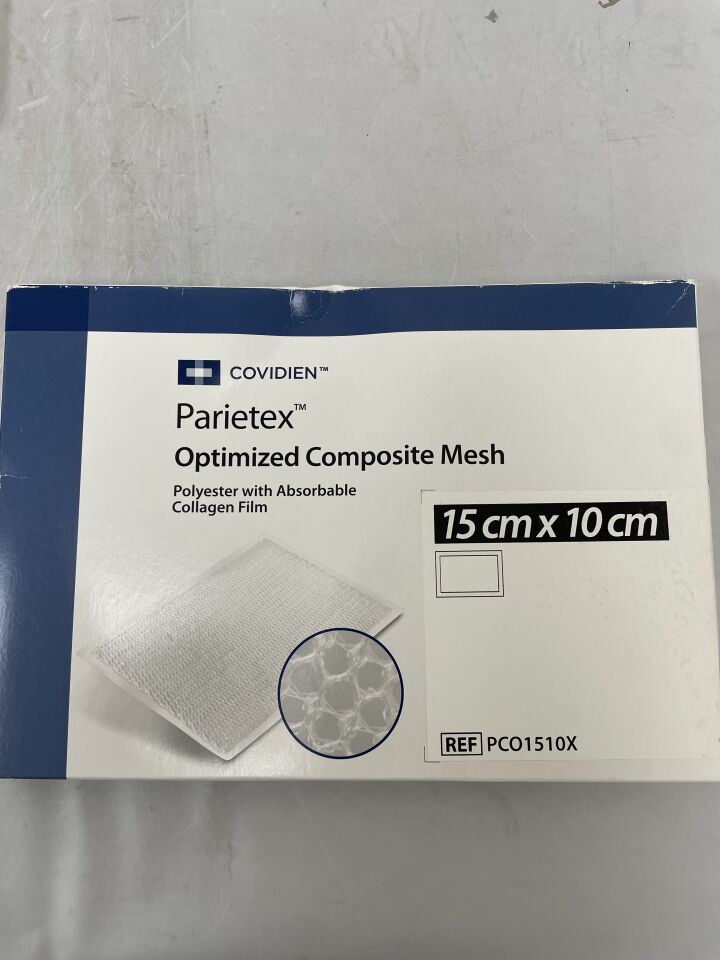 COVIDIEN™
Parietex™
Optimized Composite Mesh
Polyester with Absorbable
Collagen Film
15 cm x 10 cm
REF PCO1510X